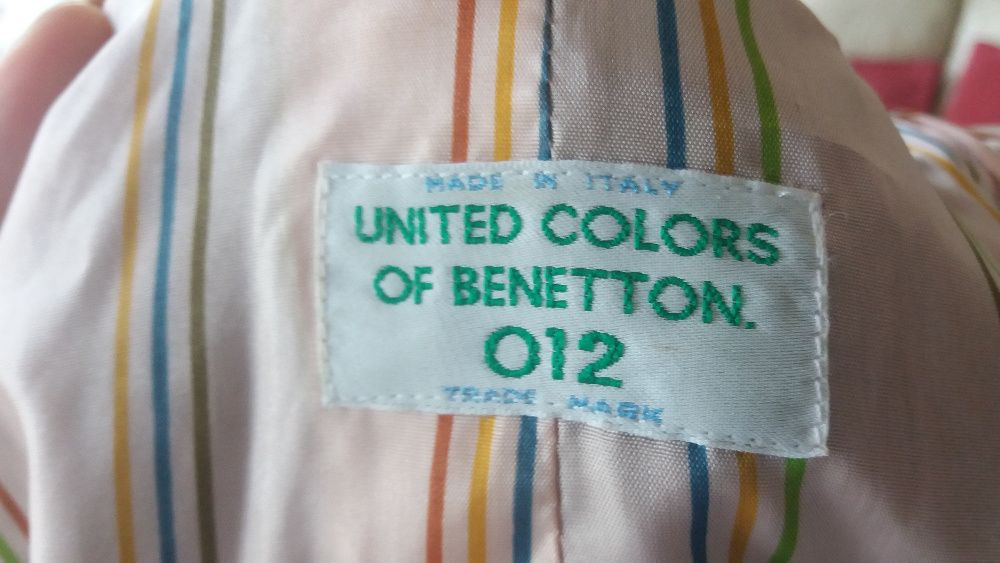 MADE IN ITALY
UNITED COLORS
OF BENETTON.
012
TRADE MARK